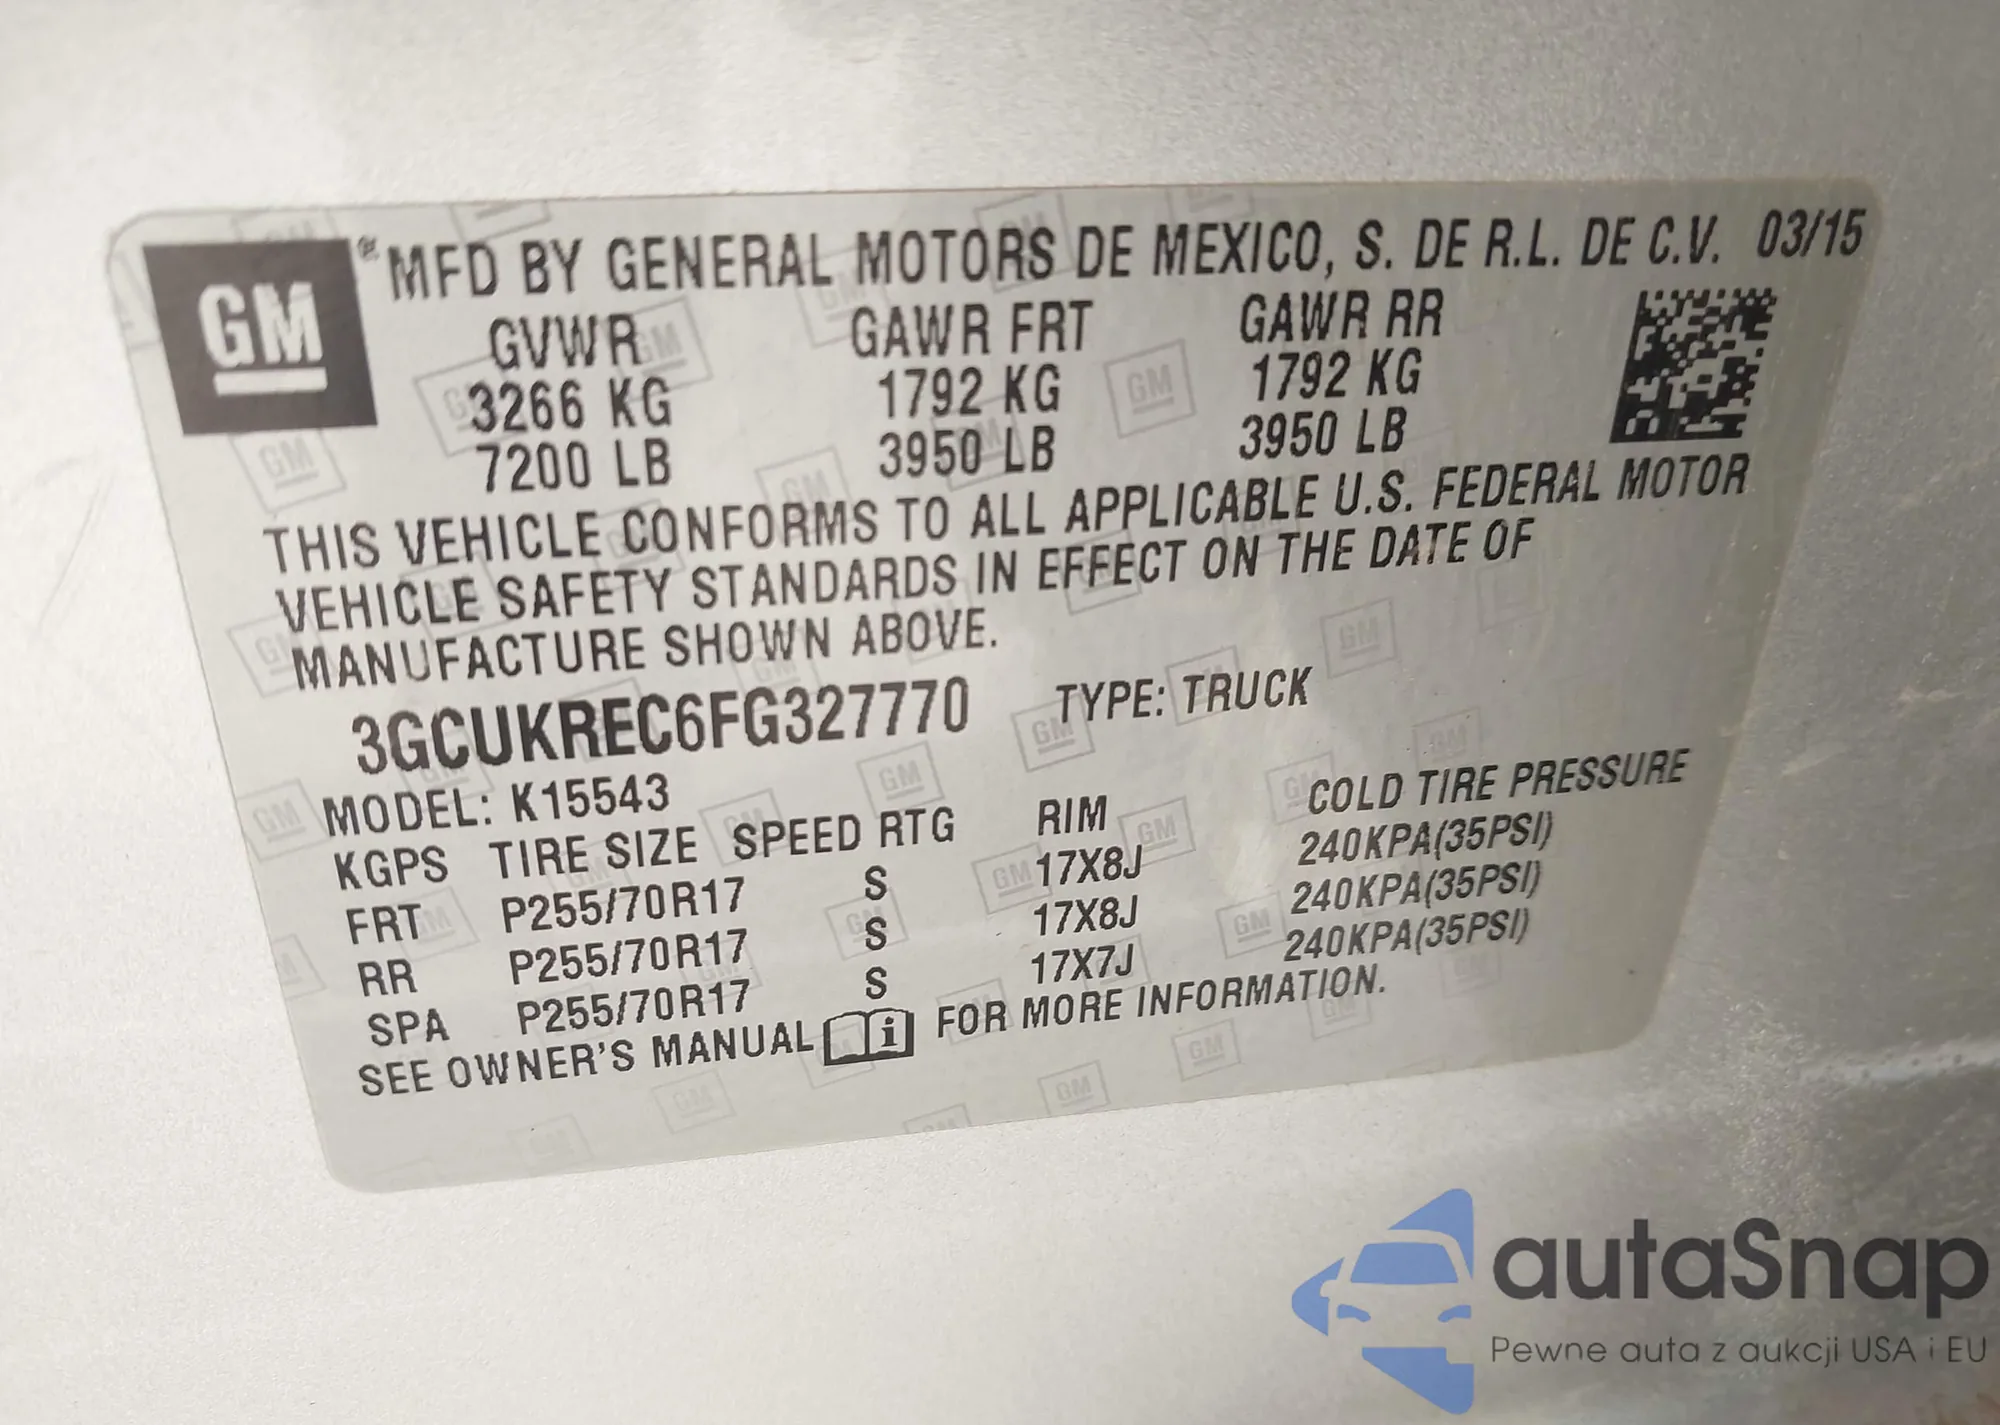 GM
® MFD BY GENERAL MOTORS DE MEXICO, S. DE R.L. DE C.V. 03/15
GVWR GAWR FRT GAWR RR
3266 KG 1792 KG 1792 KG
7200 LB 3950 LB 3950 LB
THIS VEHICLE CONFORMS TO ALL APPLICABLE U.S. FEDERAL MOTOR
VEHICLE SAFETY STANDARDS IN EFFECT ON THE DATE OF
MANUFACTURE SHOWN ABOVE.
3GCUKREC6FG327770 TYPE: TRUCK
MODEL: K15543
KGPS TIRE SIZE SPEED RTG RIM COLD TIRE PRESSURE
FRT P255/70R17 S 17X8J 240KPA(35PSI)
RR P255/70R17 S 17X8J 240KPA(35PSI)
SPA P255/70R17 S 17X7J 240KPA(35PSI)
SEE OWNER'S MANUAL i FOR MORE INFORMATION.
autaSnap
Pewne auta z aukcji USA i EU